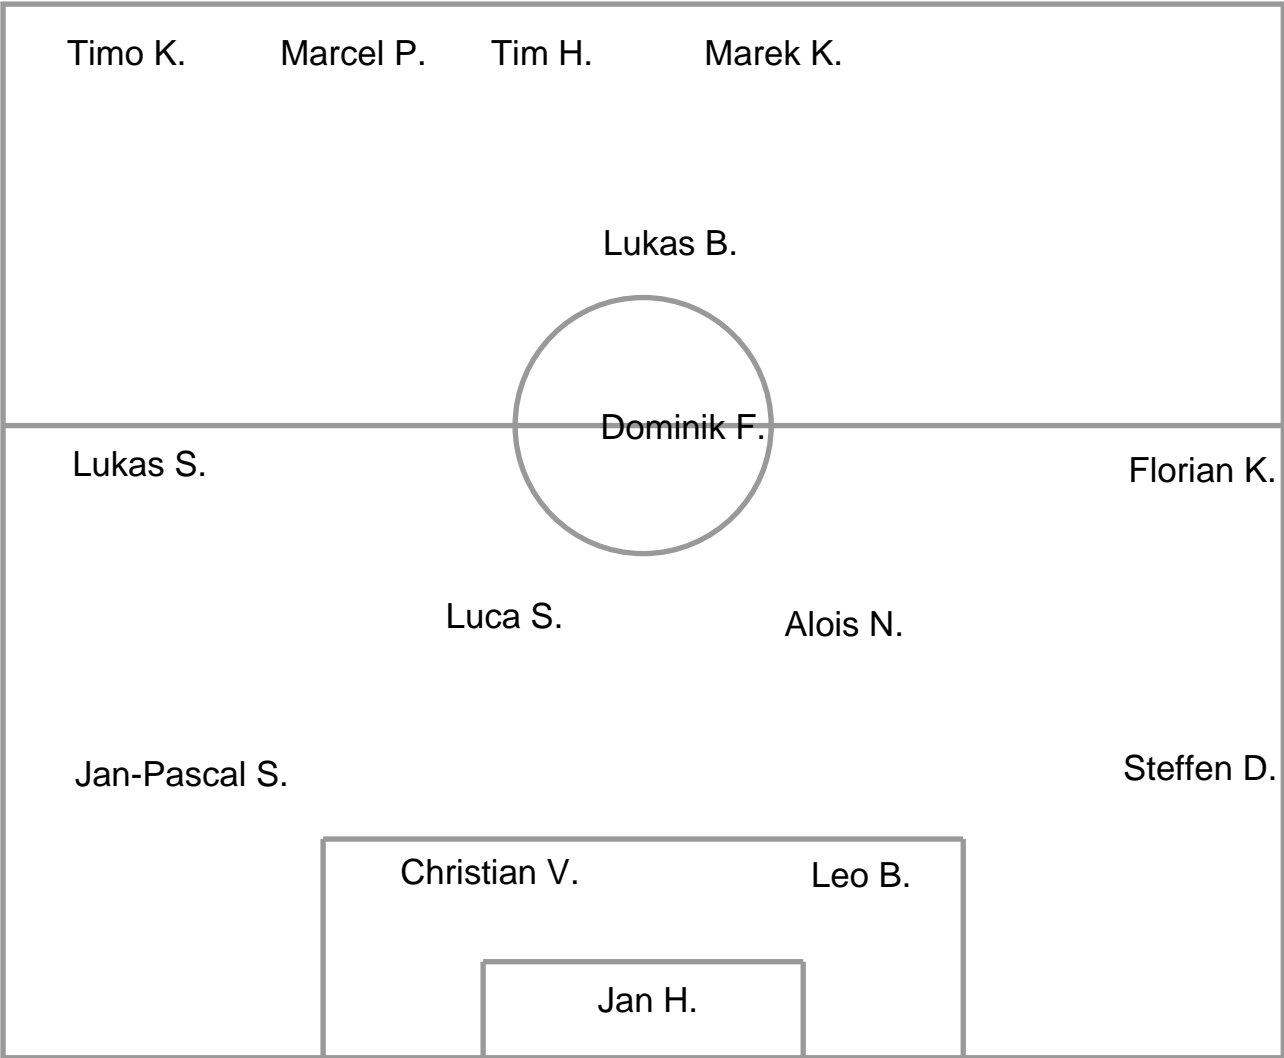 Timo K. Marcel P. Tim H. Marek K.
Lukas B.
Dominik F.
Lukas S. Florian K.
Luca S. Alois N.
Jan-Pascal S. Steffen D.
Christian V. Leo B.
Jan H.